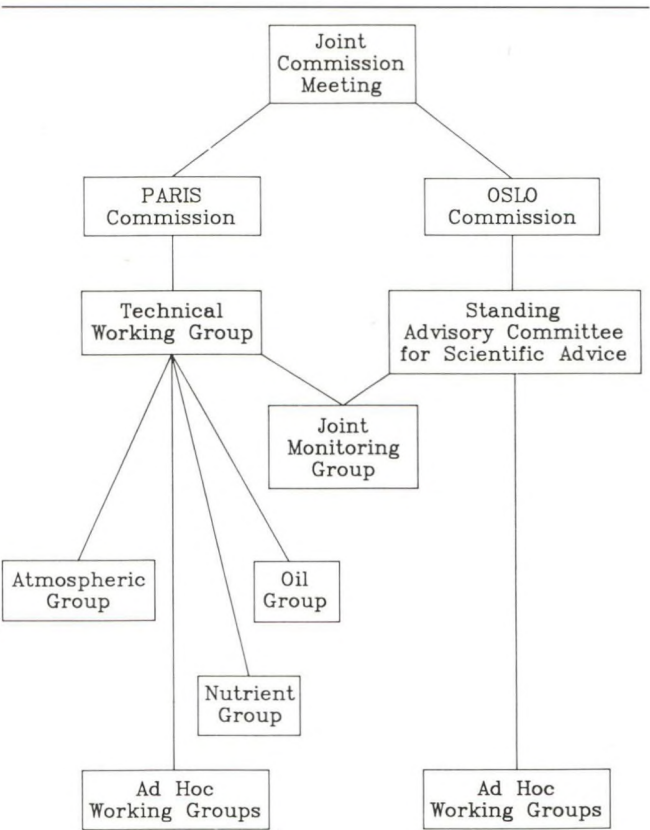 Joint
Commission
Meeting
PARIS
Commission
OSLO
Commission
Technical
Working Group
Standing
Advisory Committee
for Scientific Advice
Joint
Monitoring
Group
Atmospheric
Group
Oil
Group
Nutrient
Group
Ad Hoc
Working Groups
Ad Hoc
Working Groups